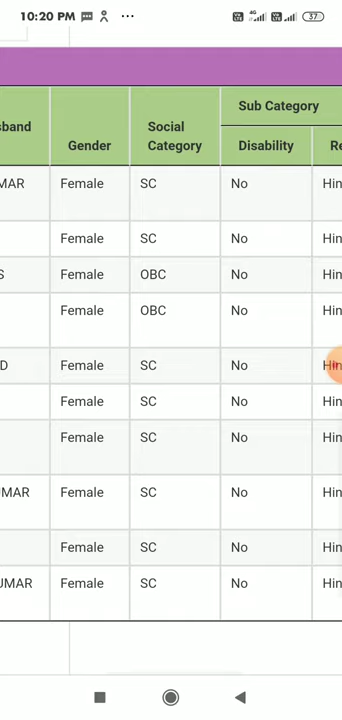 10:20 PM
4G
37
Sub Category
sband
Gender
Social
Category
Disability
Re
MAR Female SC No Hin
Female SC No Hin
S Female OBC No Hin
Female OBC No Hin
D Female SC No Hin
Female SC No Hin
Female SC No Hin
UMAR Female SC No Hin
Female SC No Hin
UMAR Female SC No Hin